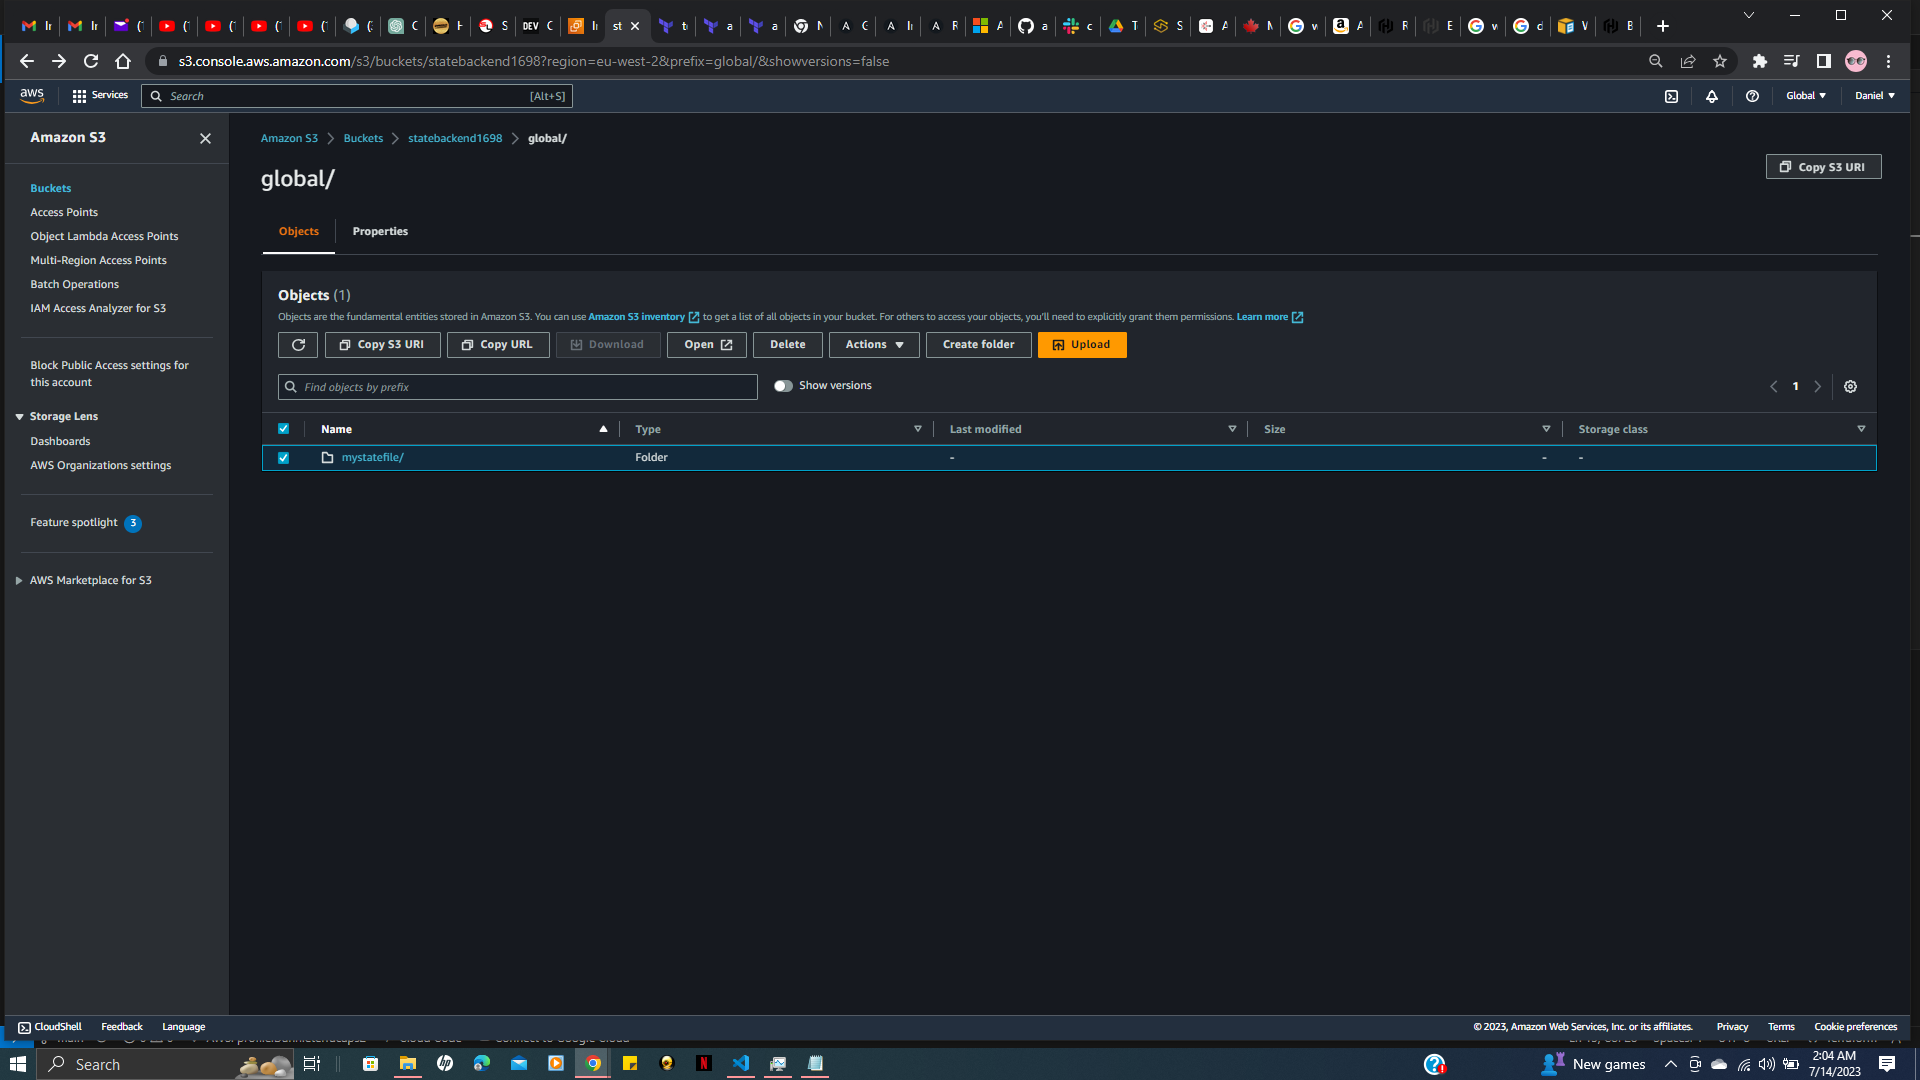 s3.console.aws.amazon.com/s3/buckets/statebackend1698?region=eu-west-2&prefix=global/&showversions=false
aws
Services
Search
[Alt+S]
Global
Daniel
Amazon S3
Amazon S3
Buckets
statebackend1698
global/
global/
Copy S3 URI
Buckets
Access Points
Object Lambda Access Points
Multi-Region Access Points
Batch Operations
IAM Access Analyzer for S3
Block Public Access settings for
this account
Storage Lens
Dashboards
AWS Organizations settings
Feature spotlight 3
AWS Marketplace for S3
Objects
Properties
Objects (1)
Objects are the fundamental entities stored in Amazon S3. You can use Amazon S3 inventory to get a list of all objects in your bucket. For others to access your objects, you'll need to explicitly grant them permissions. Learn more
Copy S3 URI
Copy URL
Download
Open
Delete
Actions
Create folder
Upload
Find objects by prefix
Show versions
1
Name
Type
Last modified
Size
Storage class
mystatefile/
Folder
-
-
-
CloudShell
Feedback
Language
© 2023, Amazon Web Services, Inc. or its affiliates.
Privacy
Terms
Cookie preferences
Search
New games
2:04 AM
7/14/2023